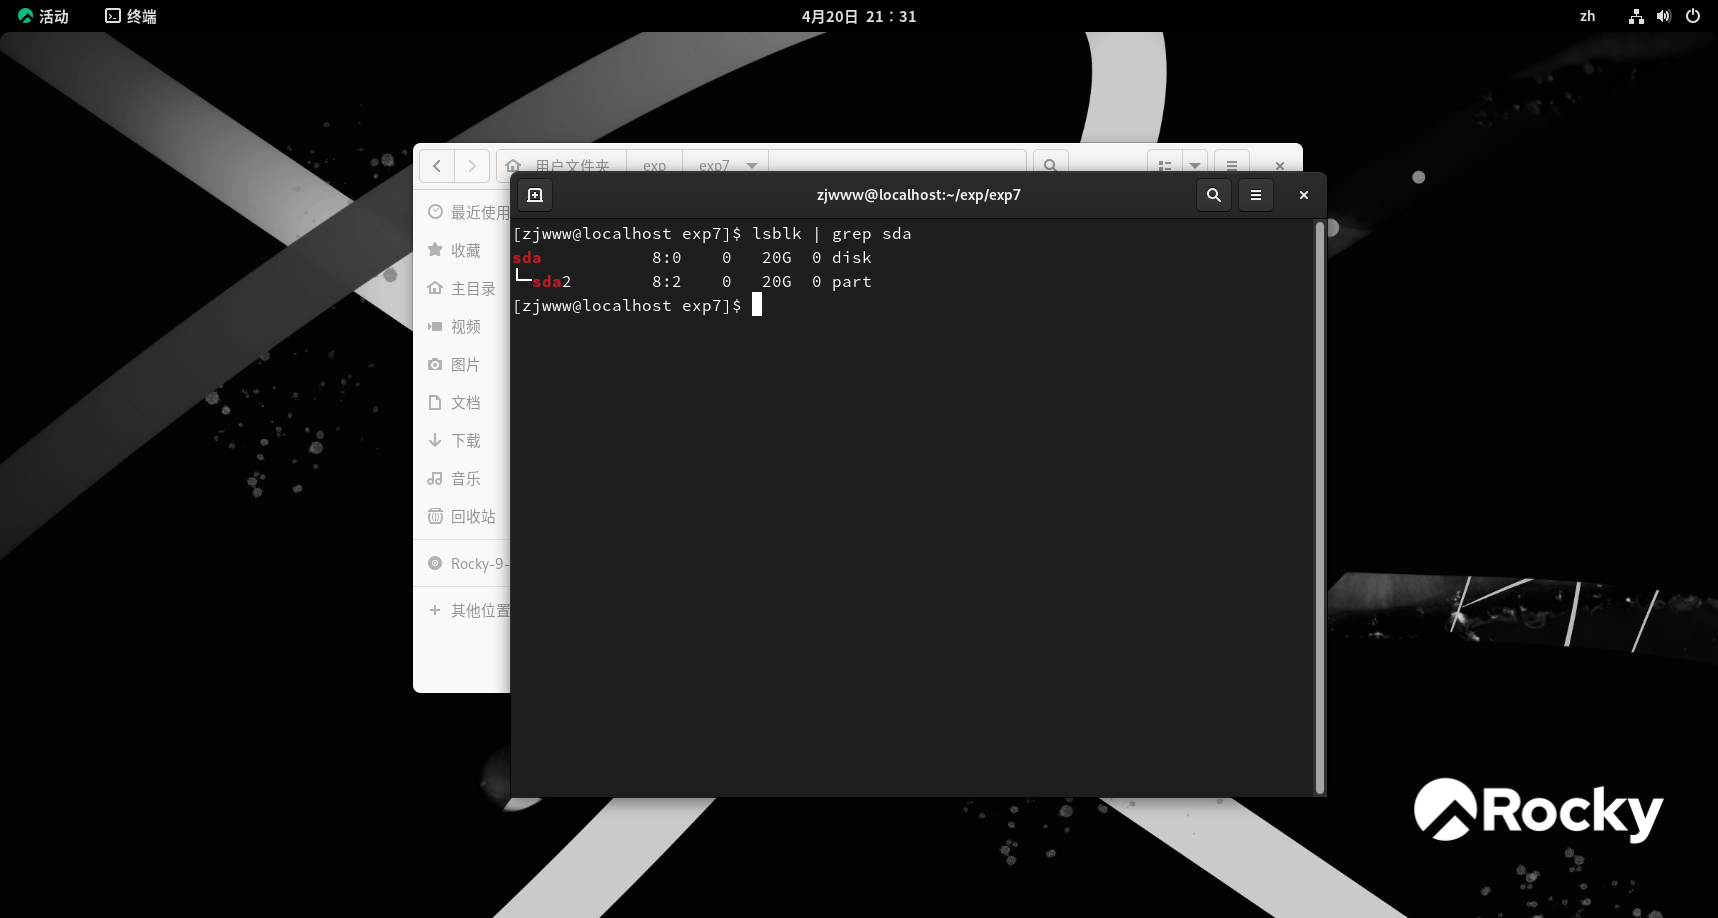 活动 终端 4月20日 21：31 zh
用户文件夹 exp exp7
zjwww@localhost:~/exp/exp7
最近使用
收藏
主目录
视频
图片
文档
下载
音乐
回收站
Rocky-9-
其他位置
[zjwww@localhost exp7]$ lsblk | grep sda
sda 8:0 0 20G 0 disk
└─sda2 8:2 0 20G 0 part
[zjwww@localhost exp7]$
Rocky